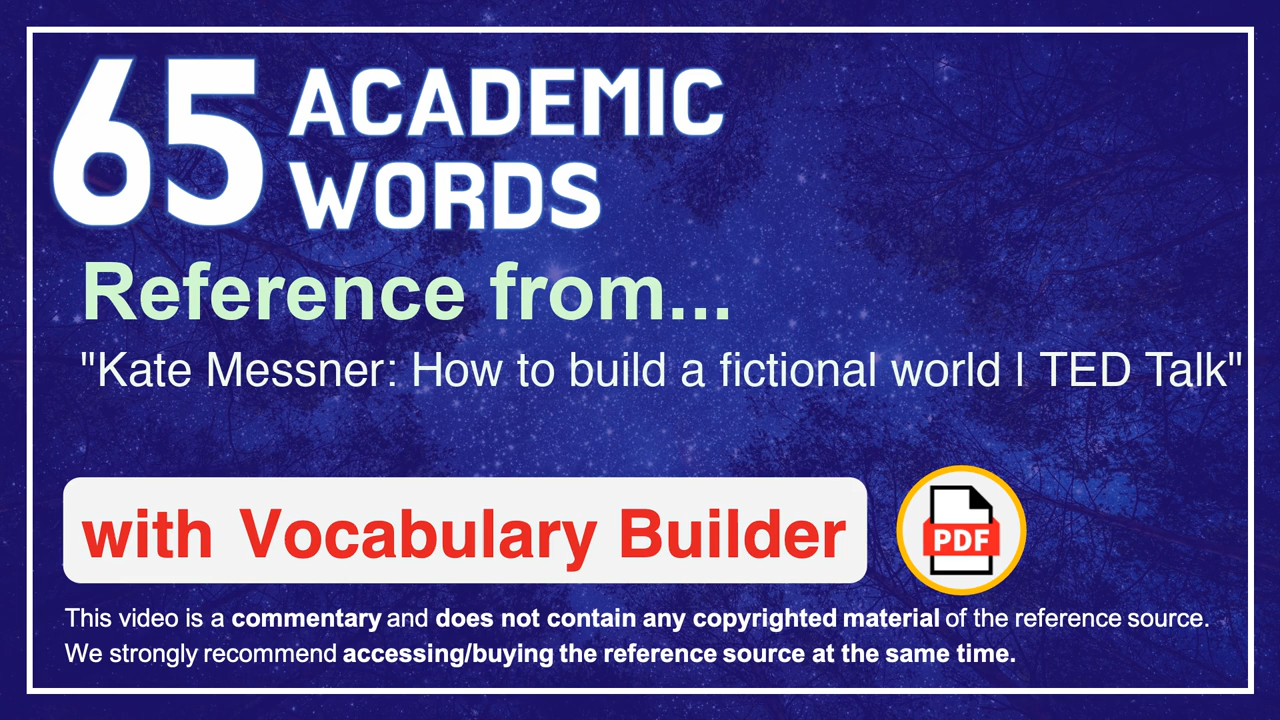 65 ACADEMIC
WORDS
Reference from...
"Kate Messner: How to build a fictional world | TED Talk"
with Vocabulary Builder
PDF
This video is a commentary and does not contain any copyrighted material of the reference source.
We strongly recommend accessing/buying the reference source at the same time.